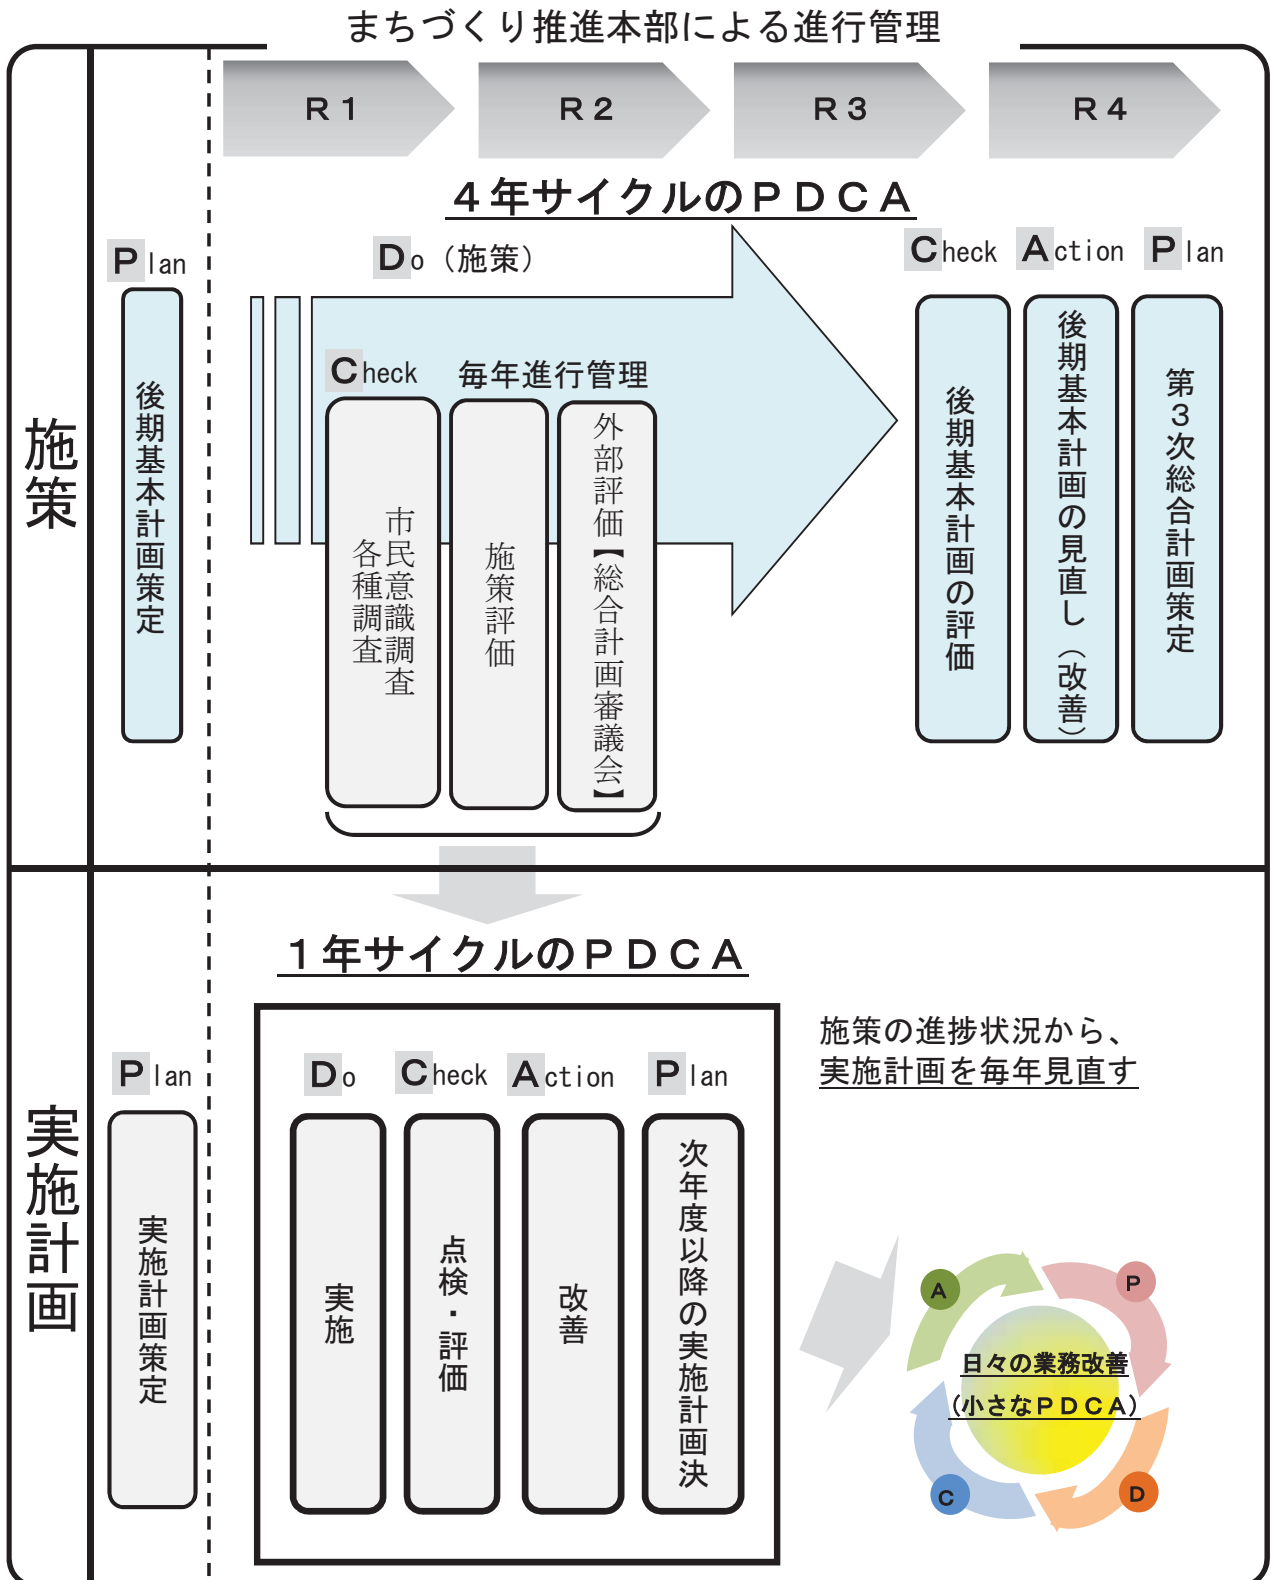 まちづくり推進本部による進行管理
Ｒ１
Ｒ２
Ｒ３
Ｒ４
４年サイクルのＰＤＣＡ
施策
Plan
後期基本計画策定
Do（施策）
Check
毎年進行管理
市民意識調査
各種調査
施策評価
外部評価【総合計画審議会】
Check
後期基本計画の評価
Action
後期基本計画の見直し（改善）
Plan
第３次総合計画策定
１年サイクルのＰＤＣＡ
実施計画
Plan
実施計画策定
Do
実施
Check
点検・評価
Action
改善
Plan
次年度以降の実施計画決
施策の進捗状況から、
実施計画を毎年見直す
A
P
日々の業務改善
（小さなＰＤＣＡ）
C
D